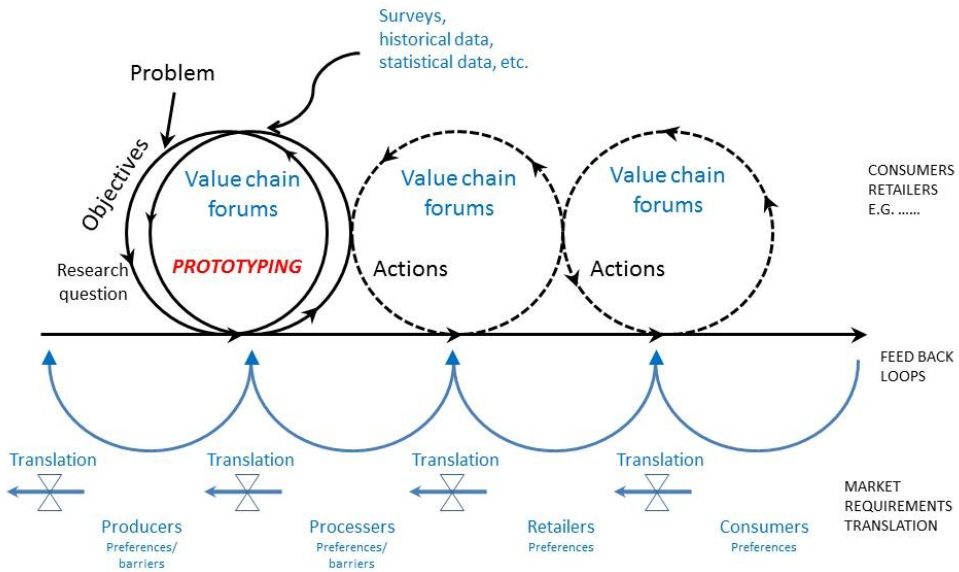 Surveys,
historical data,
statistical data, etc.
Problem
Objectives
Research
question
Value chain
forums
PROTOTYPING
Value chain
forums
Actions
Value chain
forums
Actions
CONSUMERS
RETAILERS
E.G. ......
FEED BACK
LOOPS
Translation
Translation
Translation
Translation
MARKET
REQUIREMENTS
TRANSLATION
Producers
Preferences/
barriers
Processers
Preferences/
barriers
Retailers
Preferences
Consumers
Preferences